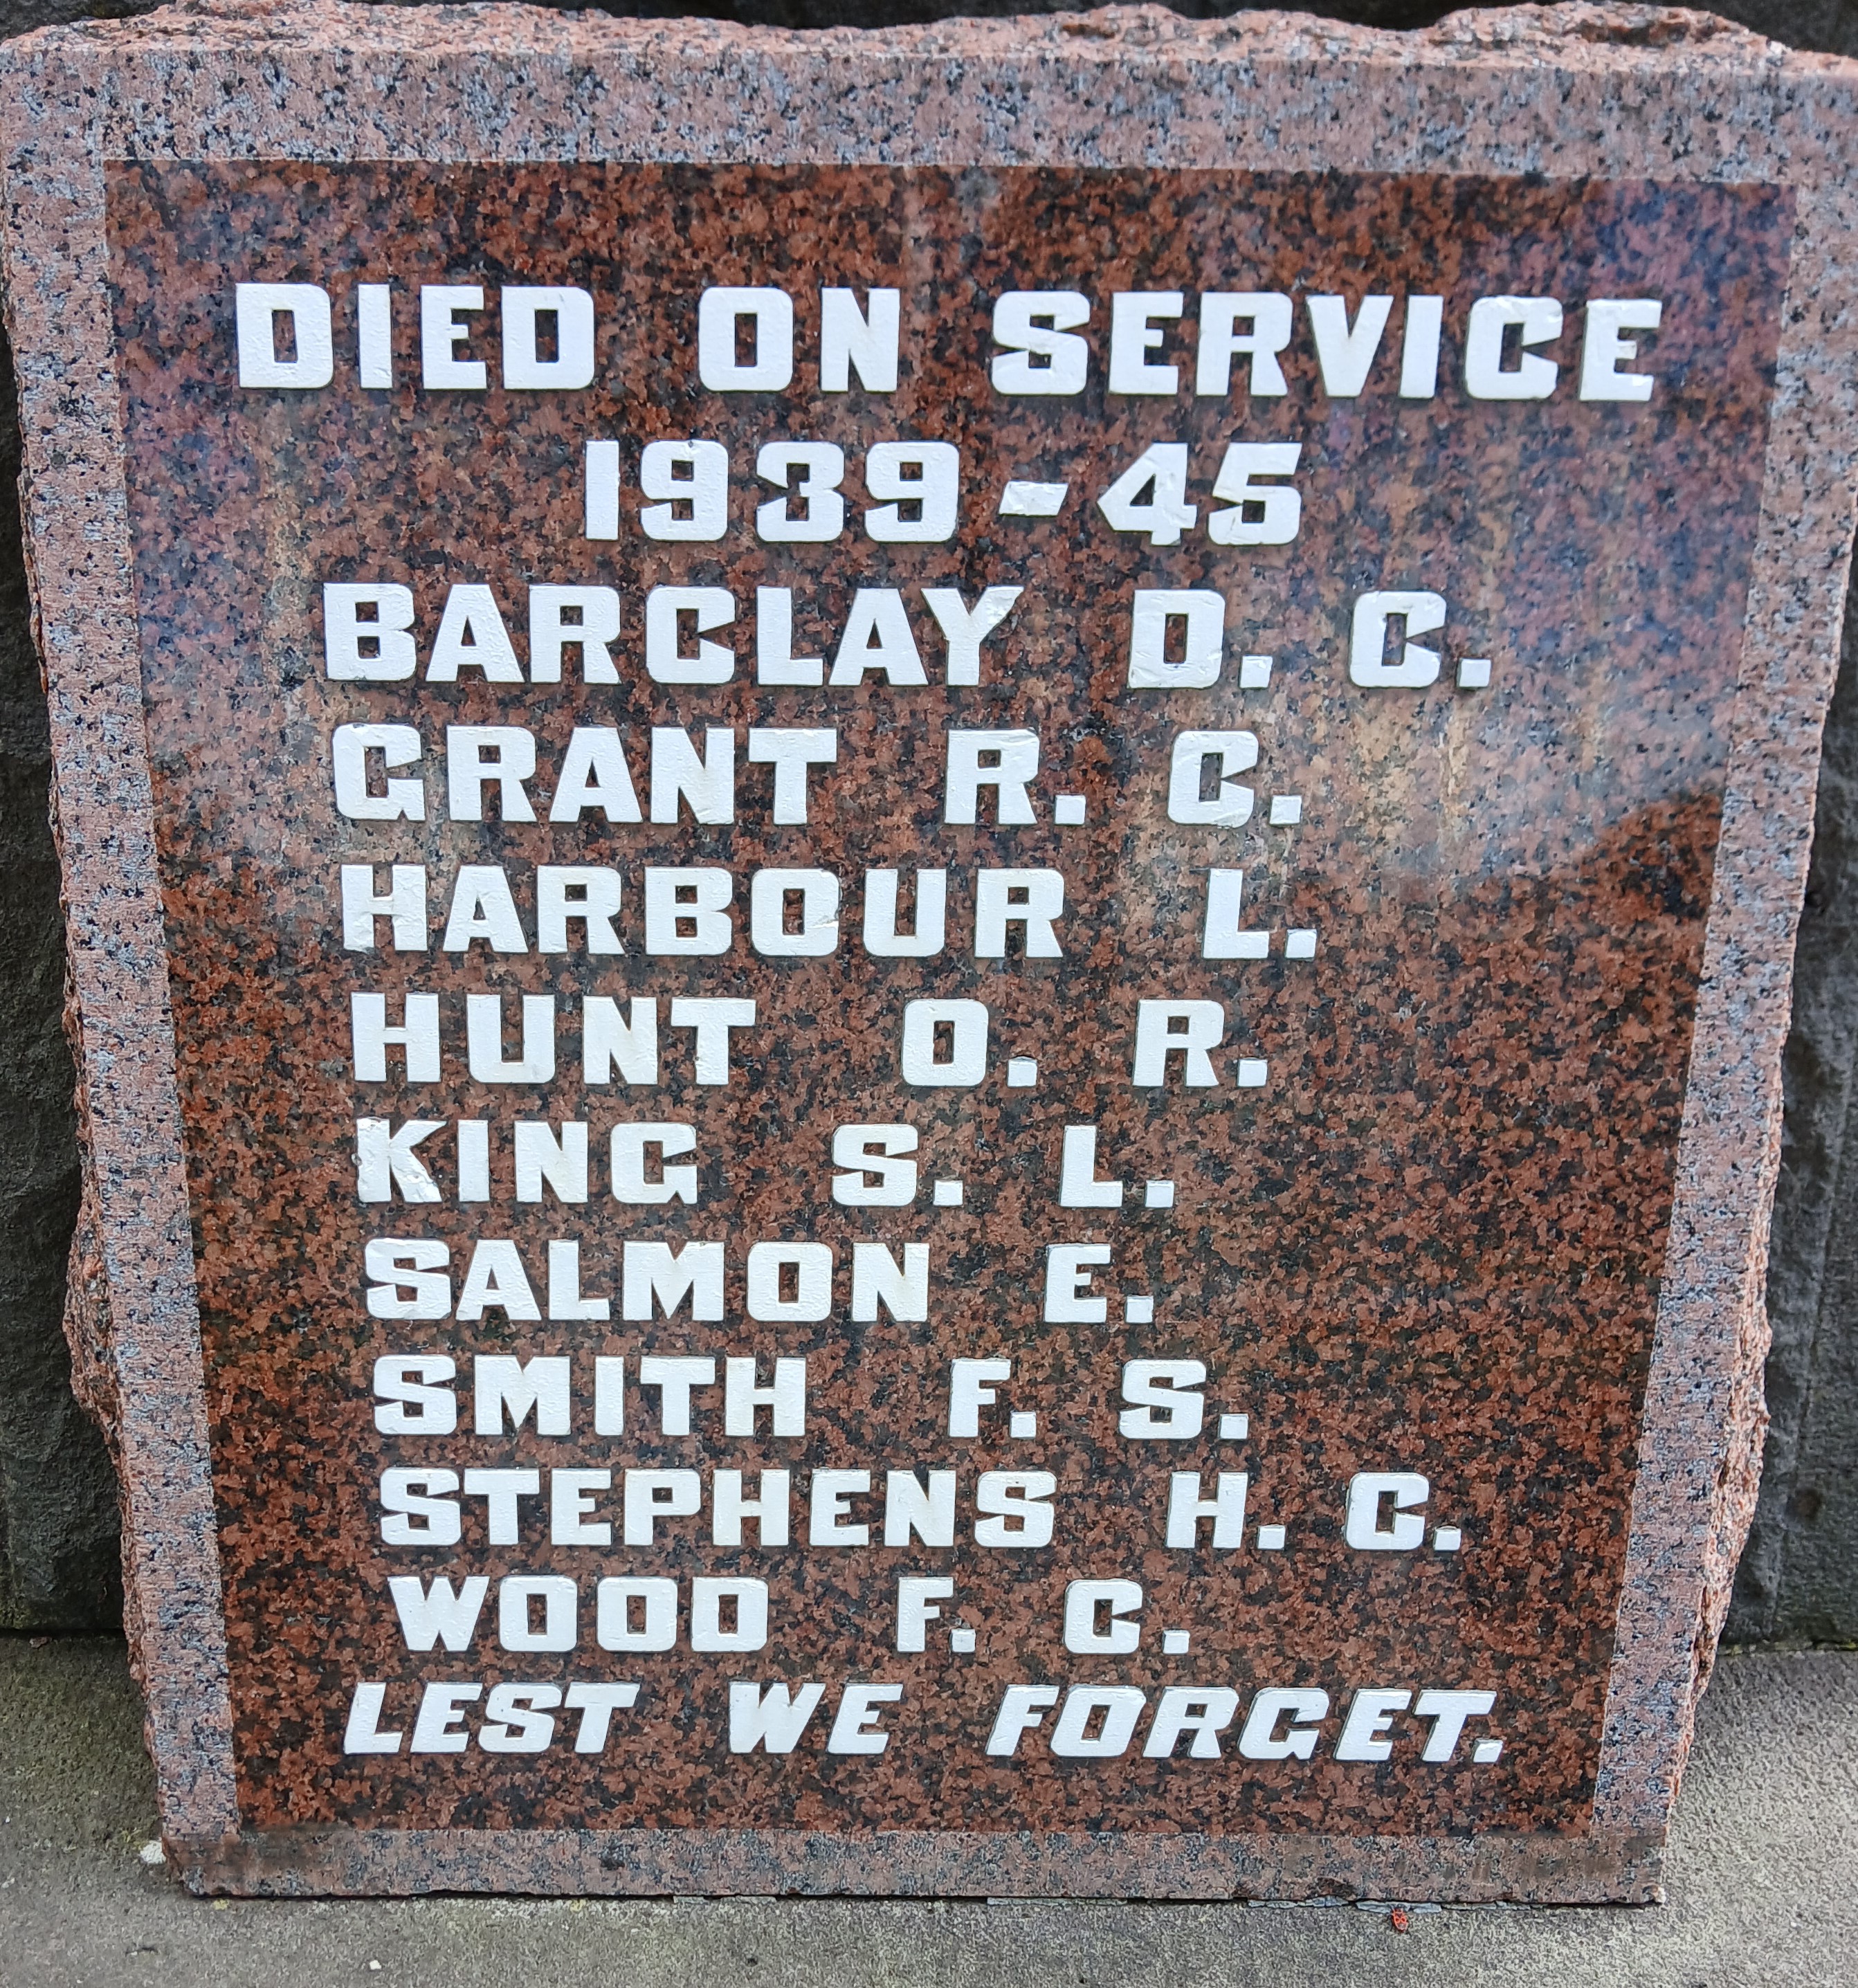 DIED ON SERVICE
1939-45
BARCLAY D. C.
GRANT R. C.
HARBOUR L.
HUNT O. R.
KING S. L.
SALMON E.
SMITH F. S.
STEPHENS H. C.
WOOD F. C.
LEST WE FORGET.